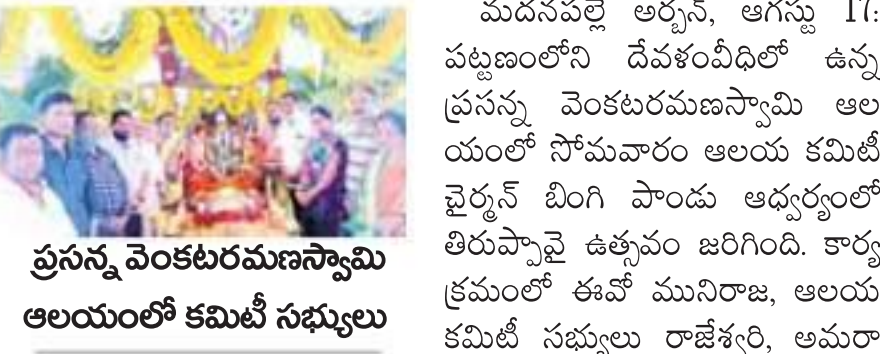 ప్రసన్న వెంకటరమణస్వామి
ఆలయంలో కమిటీ సభ్యులు
మదనపల్లె అర్బన్, ఆగస్టు 17:
పట్టణంలోని దేవళంవీధిలో ఉన్న
ప్రసన్న వెంకటరమణస్వామి ఆల
యంలో సోమవారం ఆలయ కమిటీ
చైర్మన్ బింగి పాండు ఆధ్వర్యంలో
తిరుప్పావై ఉత్సవం జరిగింది. కార్య
క్రమంలో ఈవో మునిరాజ, ఆలయ
కమిటీ సభ్యులు రాజేశ్వరి, అమరా